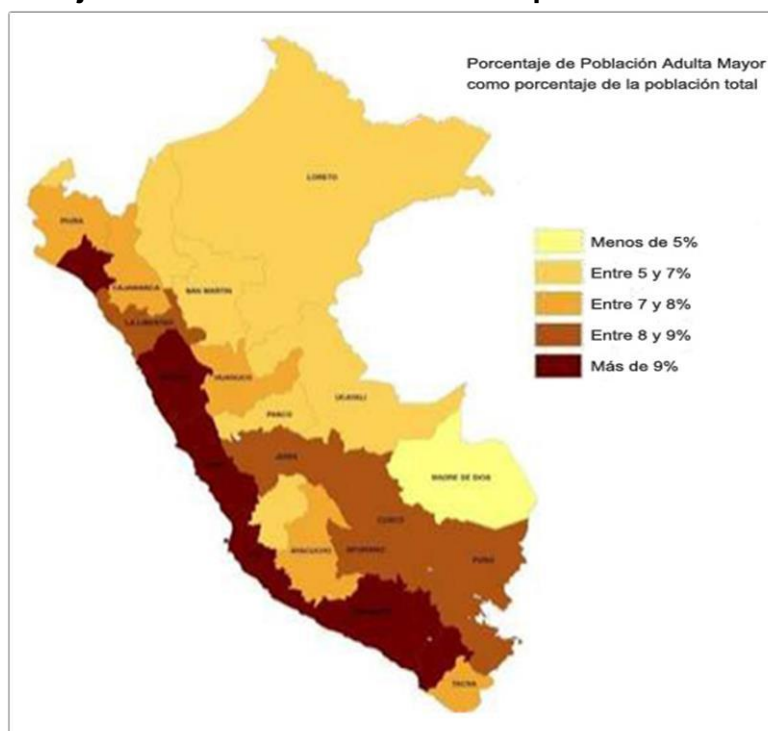 Porcentaje de Población Adulta Mayor
como porcentaje de la población total
LORETO
PIURA
Menos de 5%
Entre 5 y 7%
CAJAMARCA
SAN MARTIN
Entre 7 y 8%
LA LIBERTAD
Entre 8 y 9%
Más de 9%
HUANUCO
UCAYALI
PASCO
JUNIN
MADRE DE DIOS
CUSCO
AYACUCHO
APURIMAC
PUNO
TACNA